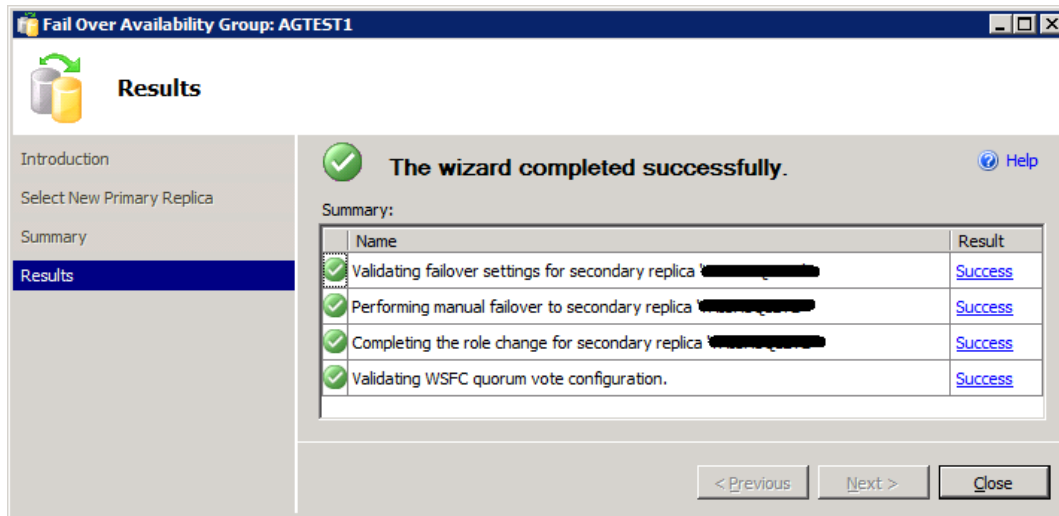 Fail Over Availability Group: AGTEST1
Results
Introduction
Select New Primary Replica
Summary
Results
The wizard completed successfully.
Help
Summary:
Name Result
Validating failover settings for secondary replica ' Success
Performing manual failover to secondary replica ' Success
Completing the role change for secondary replica ' Success
Validating WSFC quorum vote configuration. Success
< Previous Next > Close